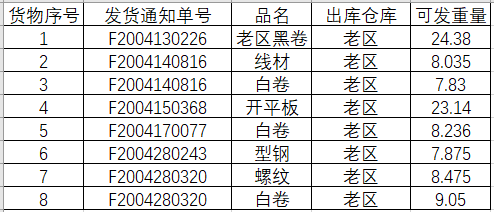 货物序号 发货通知单号 品名 出库仓库 可发重量
1 F2004130226 老区黑卷 老区 24.38
2 F2004140816 线材 老区 8.035
3 F2004140816 白卷 老区 7.83
4 F2004150368 开平板 老区 23.14
5 F2004170077 白卷 老区 8.236
6 F2004280243 型钢 老区 7.875
7 F2004280320 螺纹 老区 8.475
8 F2004280320 白卷 老区 9.05